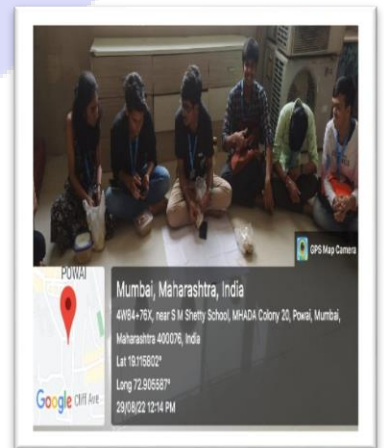 GPS Map Camera
POWAI
Google
Mumbai, Maharashtra, India
4W84+76X, near S M Shetty School, MHADA Colony 20, Powai, Mumbai,
Maharashtra 400076, India
Lat 19.115802°
Long 72.905587°
29/08/22 12:14 PM